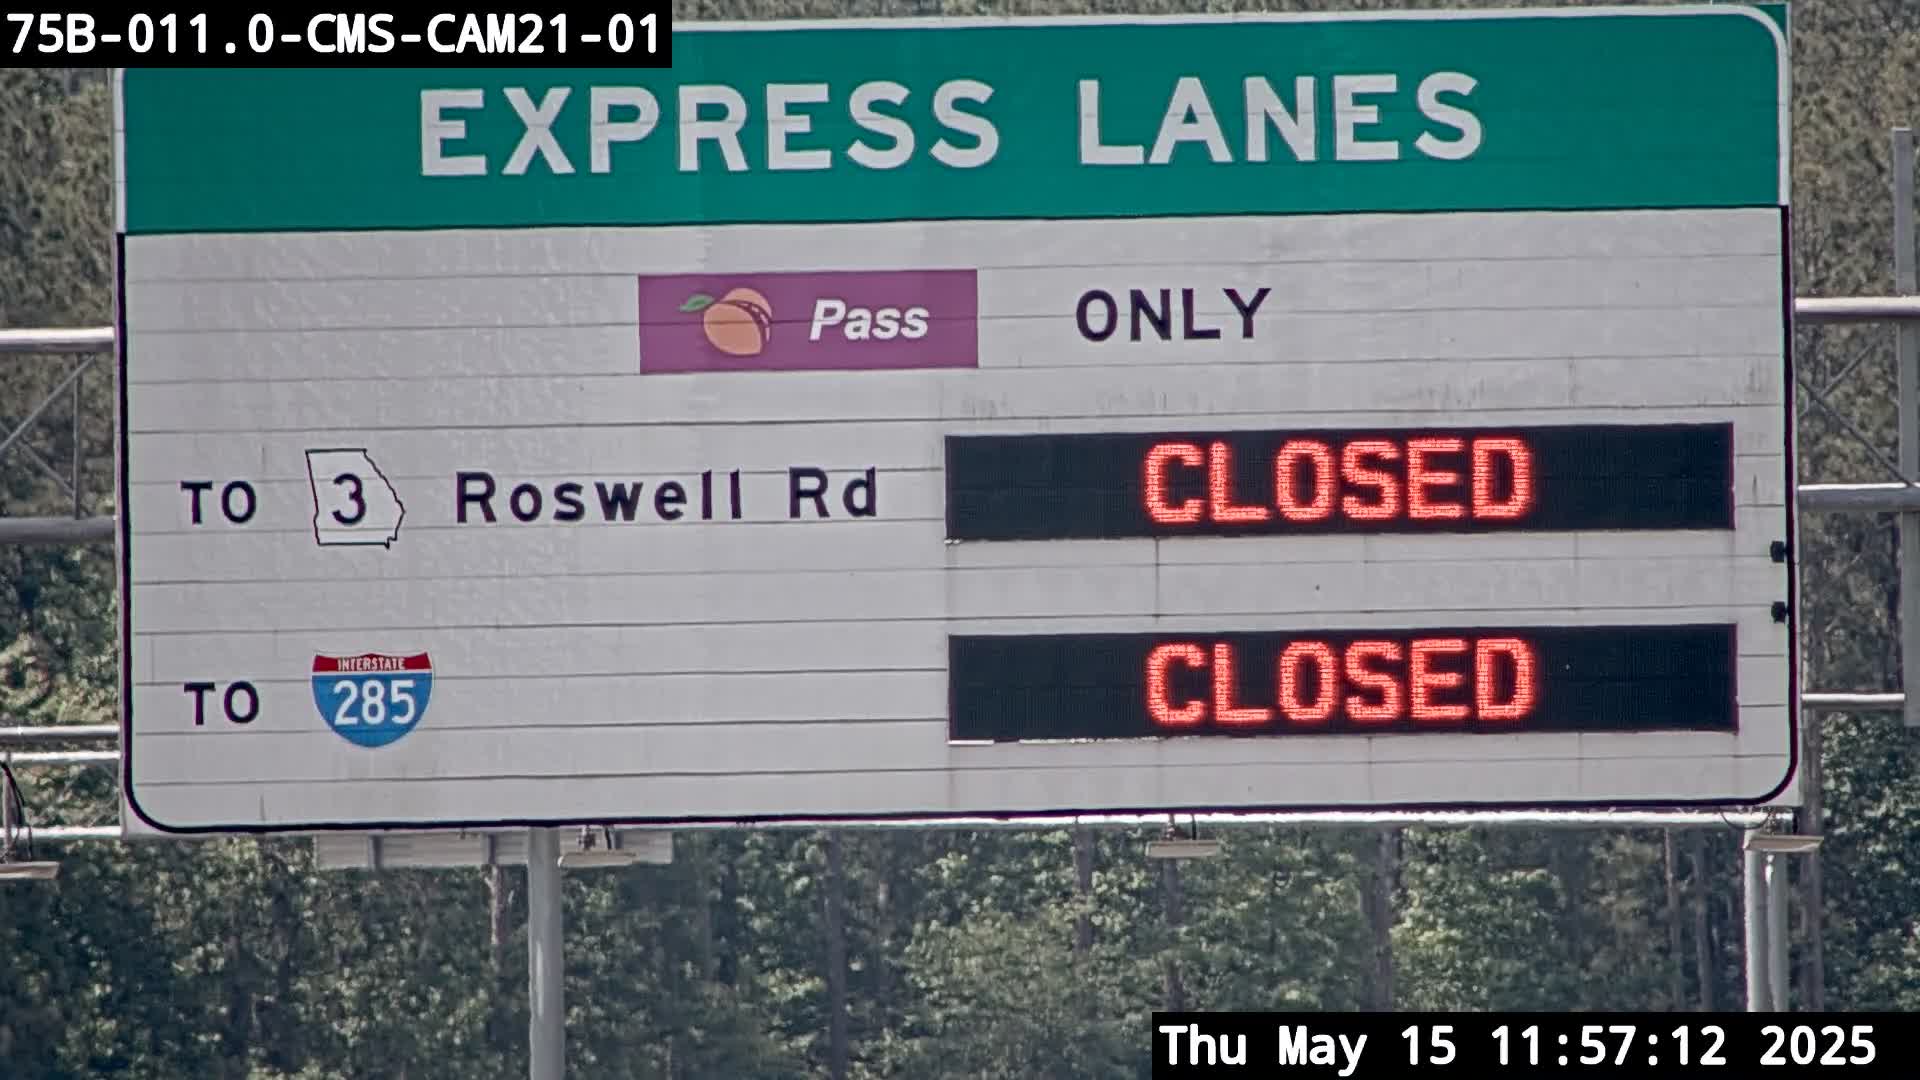 75B-011.0-CMS-CAM21-01
EXPRESS LANES
Pass ONLY
TO 3 Roswell Rd CLOSED
TO INTERSTATE 285 CLOSED
Thu May 15 11:57:12 2025